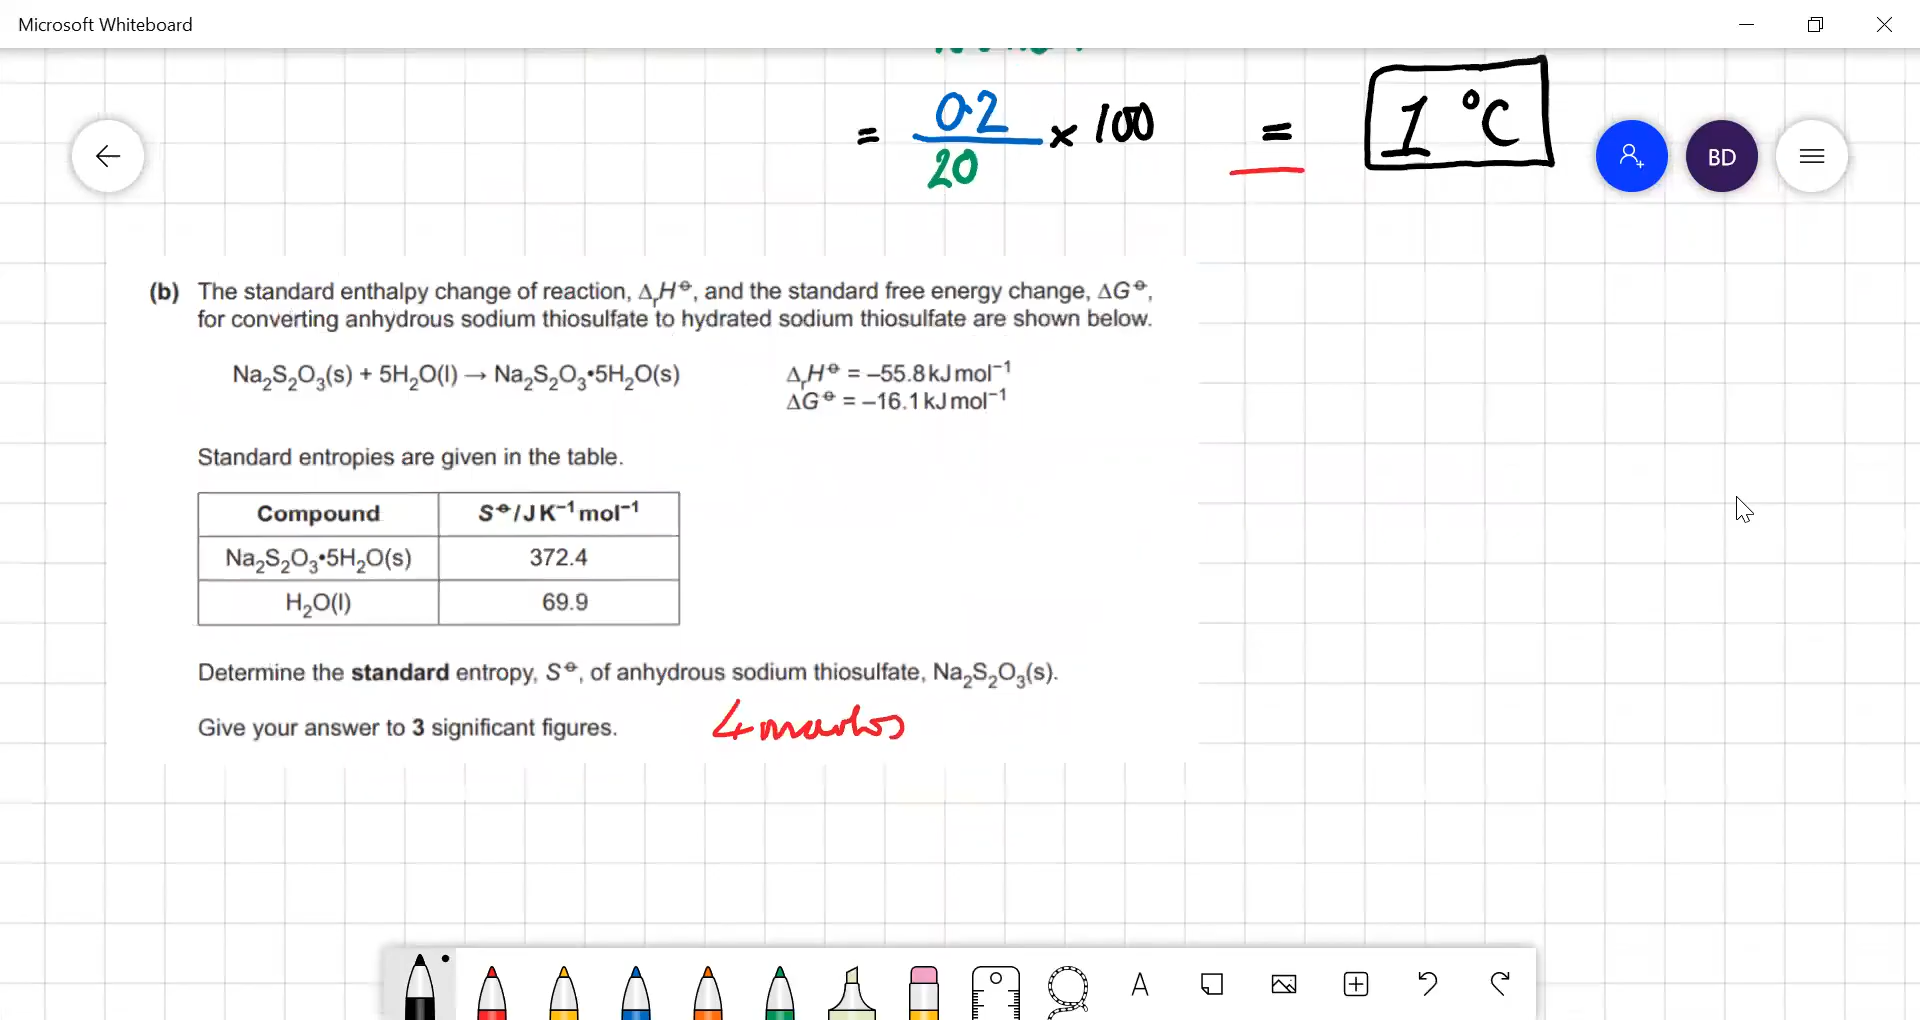 Microsoft Whiteboard
= 0.2/20 × 100 = 1 °C
BD
(b) The standard enthalpy change of reaction, ΔᵣH⦵, and the standard free energy change, ΔG⦵,
for converting anhydrous sodium thiosulfate to hydrated sodium thiosulfate are shown below.
Na₂S₂O₃(s) + 5H₂O(l) → Na₂S₂O₃•5H₂O(s) ΔᵣH⦵ = –55.8 kJ mol⁻¹
ΔG⦵ = –16.1 kJ mol⁻¹
Standard entropies are given in the table.
Compound S⦵/J K⁻¹ mol⁻¹
Na₂S₂O₃•5H₂O(s) 372.4
H₂O(l) 69.9
Determine the standard entropy, S⦵, of anhydrous sodium thiosulfate, Na₂S₂O₃(s).
Give your answer to 3 significant figures. 4 marks
A